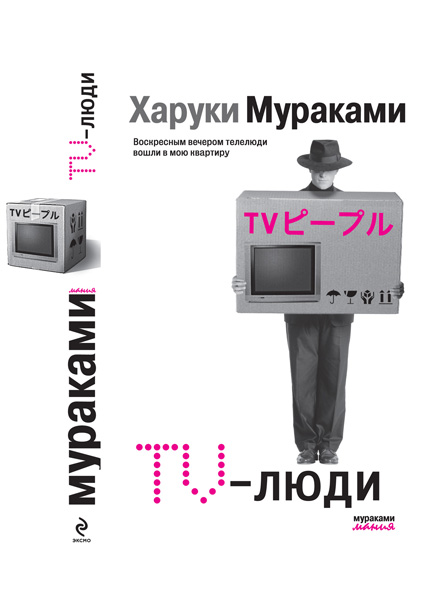 TV–люди
TVピープル
мураками
мания
ЭКСМО
Харуки Мураками
Воскресным вечером телелюди
вошли в мою квартиру
TVピープル
TV–люди
мураками
мания